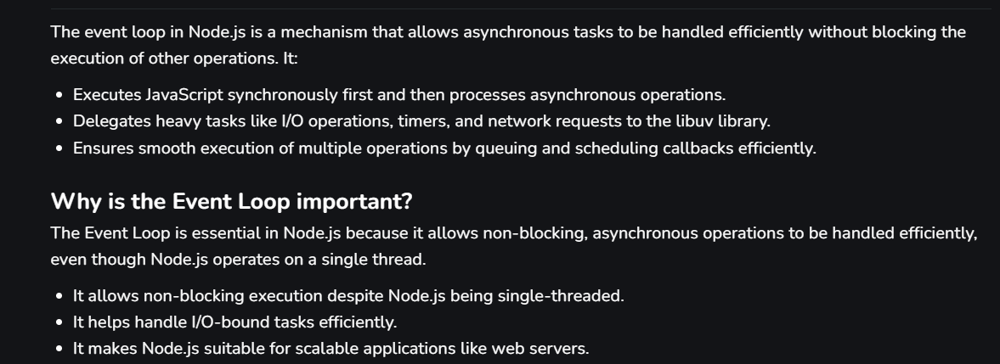 The event loop in Node.js is a mechanism that allows asynchronous tasks to be handled efficiently without blocking the
execution of other operations. It:
• Executes JavaScript synchronously first and then processes asynchronous operations.
• Delegates heavy tasks like I/O operations, timers, and network requests to the libuv library.
• Ensures smooth execution of multiple operations by queuing and scheduling callbacks efficiently.
Why is the Event Loop important?
The Event Loop is essential in Node.js because it allows non-blocking, asynchronous operations to be handled efficiently,
even though Node.js operates on a single thread.
• It allows non-blocking execution despite Node.js being single-threaded.
• It helps handle I/O-bound tasks efficiently.
• It makes Node.js suitable for scalable applications like web servers.